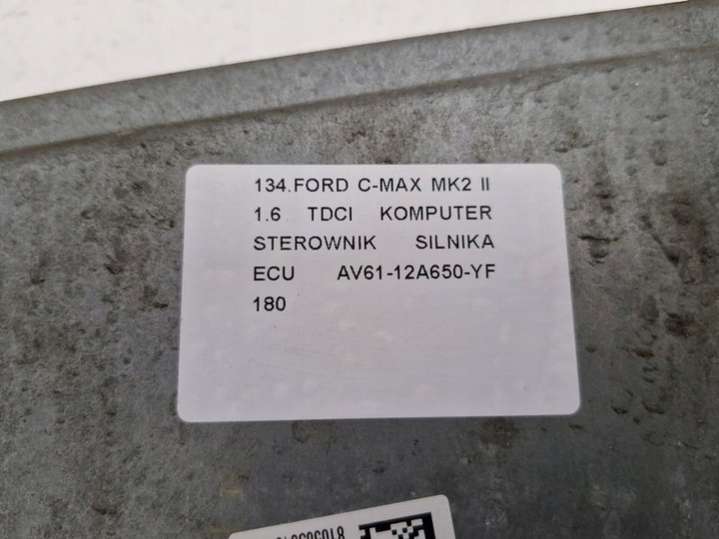 134.FORD C-MAX MK2 II
1.6 TDCI KOMPUTER
STEROWNIK SILNIKA
ECU AV61-12A650-YF
180